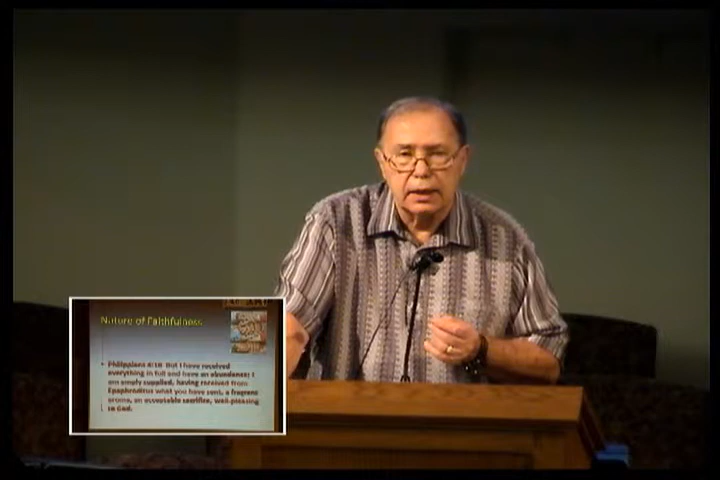 Nature of Faithfulness
Philippians 4:18 But I have received
everything in full and have an abundance; I
am amply supplied, having received from
Epaphroditus what you have sent, a fragrant
aroma, an acceptable sacrifice, well-pleasing
to God.